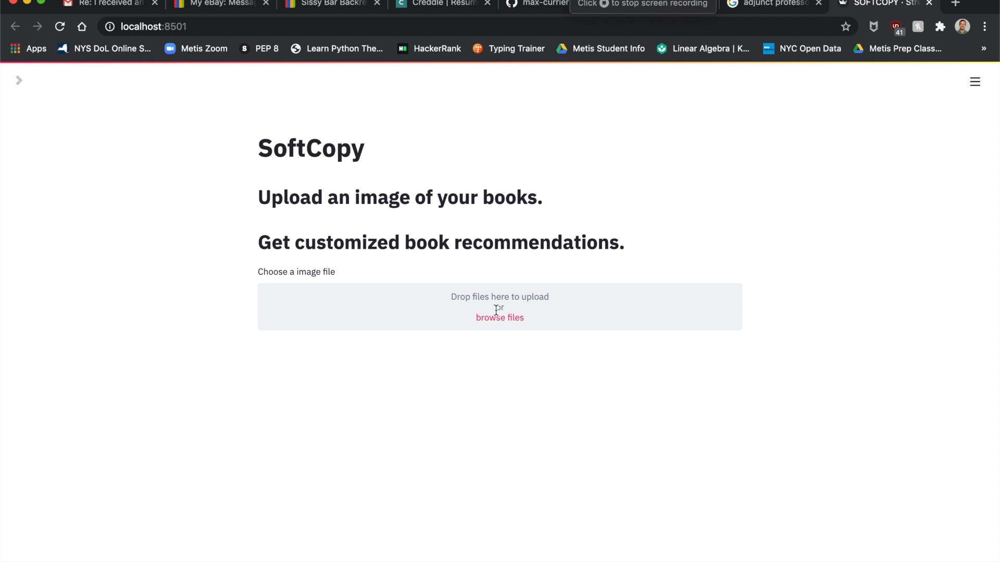 Re: I received an
My eBay: Messag
Sissy Bar Backre
Creddle | Resum
max-currier
Click to stop screen recording
adjunct professo
SOFTCOPY · Stre
localhost:8501
41
Apps
NYS DoL Online S...
Metis Zoom
8
PEP 8
Learn Python The...
HackerRank
Typing Trainer
Metis Student Info
Linear Algebra | K...
NYC Open Data
Metis Prep Class...
»
SoftCopy
Upload an image of your books.
Get customized book recommendations.
Choose a image file
Drop files here to upload
or
browse files